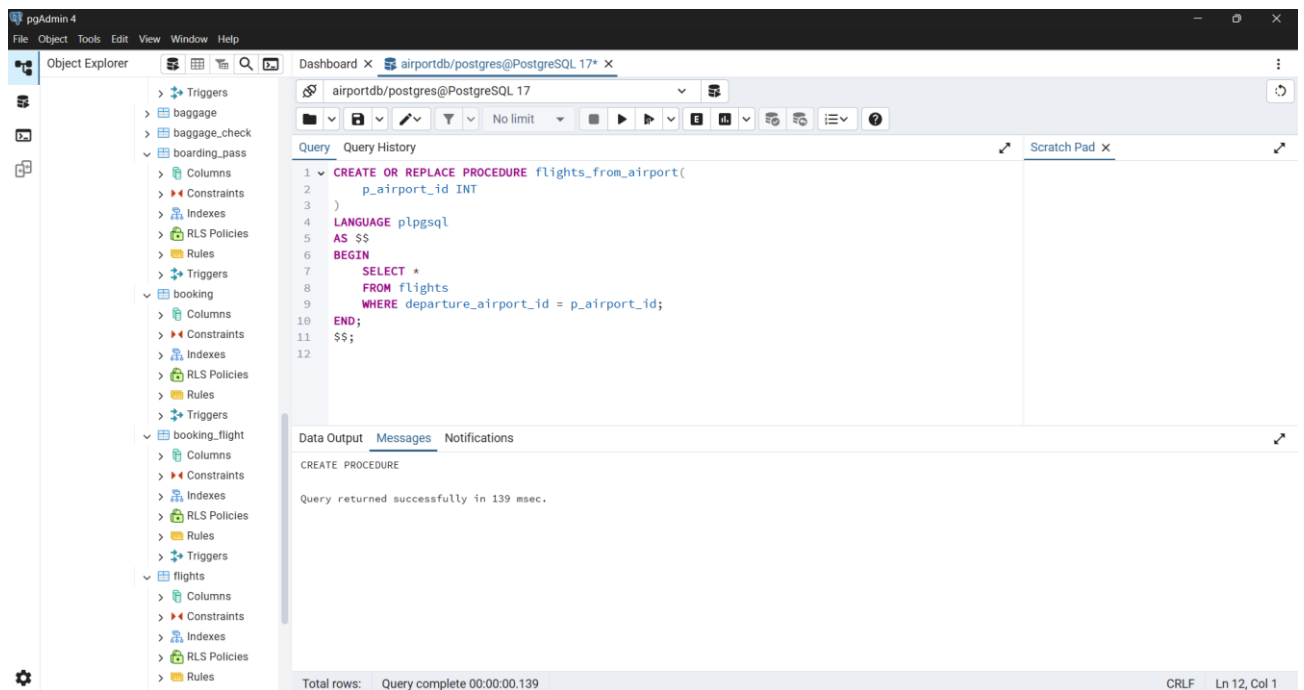 pgAdmin 4
File Object Tools Edit View Window Help
Object Explorer
Triggers
baggage
baggage_check
boarding_pass
Columns
Constraints
Indexes
RLS Policies
Rules
Triggers
booking
Columns
Constraints
Indexes
RLS Policies
Rules
Triggers
booking_flight
Columns
Constraints
Indexes
RLS Policies
Rules
Triggers
flights
Columns
Constraints
Indexes
RLS Policies
Rules
Dashboard X airportdb/postgres@PostgreSQL 17* X
airportdb/postgres@PostgreSQL 17
No limit
E
Query Query History
Scratch Pad X
1 CREATE OR REPLACE PROCEDURE flights_from_airport(
2 p_airport_id INT
3 )
4 LANGUAGE plpgsql
5 AS $$
6 BEGIN
7 SELECT *
8 FROM flights
9 WHERE departure_airport_id = p_airport_id;
10 END;
11 $$;
12
Data Output Messages Notifications
CREATE PROCEDURE
Query returned successfully in 139 msec.
Total rows: Query complete 00:00:00.139 CRLF Ln 12, Col 1